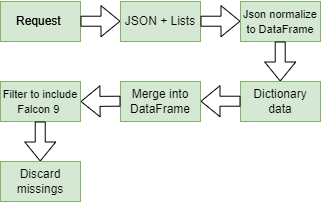 Request
JSON + Lists
Json normalize
to DataFrame
Dictionary
data
Merge into
DataFrame
Filter to include
Falcon 9
Discard
missings